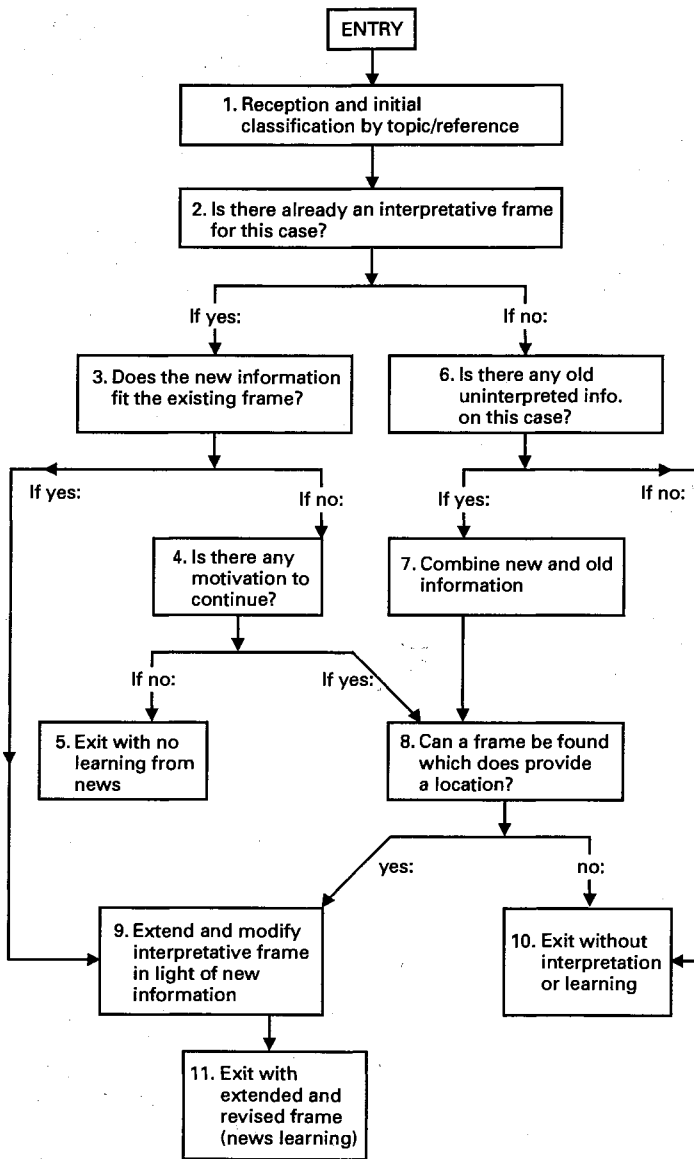 ENTRY
1. Reception and initial
classification by topic/reference
2. Is there already an interpretative frame
for this case?
If yes:
If no:
3. Does the new information
fit the existing frame?
6. Is there any old
uninterpreted info.
on this case?
If yes:
If no:
If yes:
If no:
4. Is there any
motivation to
continue?
7. Combine new and old
information
If no:
If yes:
5. Exit with no
learning from
news
8. Can a frame be found
which does provide
a location?
yes:
no:
9. Extend and modify
interpretative frame
in light of new
information
10. Exit without
interpretation
or learning
11. Exit with
extended and
revised frame
(news learning)